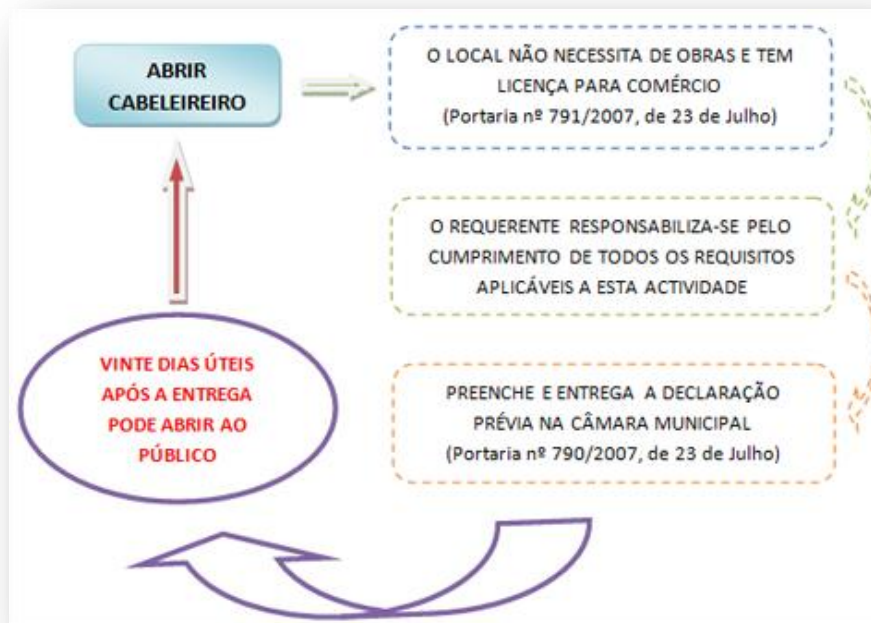 ABRIR
CABELEIREIRO
O LOCAL NÃO NECESSITA DE OBRAS E TEM
LICENÇA PARA COMÉRCIO
(Portaria nº 791/2007, de 23 de Julho)
O REQUERENTE RESPONSABILIZA-SE PELO
CUMPRIMENTO DE TODOS OS REQUISITOS
APLICÁVEIS A ESTA ACTIVIDADE
PREENCHE E ENTREGA A DECLARAÇÃO
PRÉVIA NA CÂMARA MUNICIPAL
(Portaria nº 790/2007, de 23 de Julho)
VINTE DIAS ÚTEIS
APÓS A ENTREGA
PODE ABRIR AO
PÚBLICO